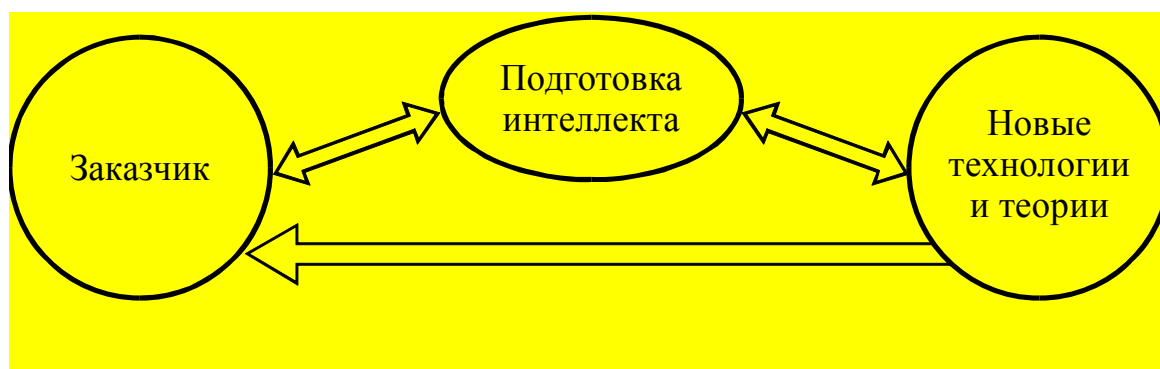 Подготовка
интеллекта
Заказчик
Новые
технологии
и теории